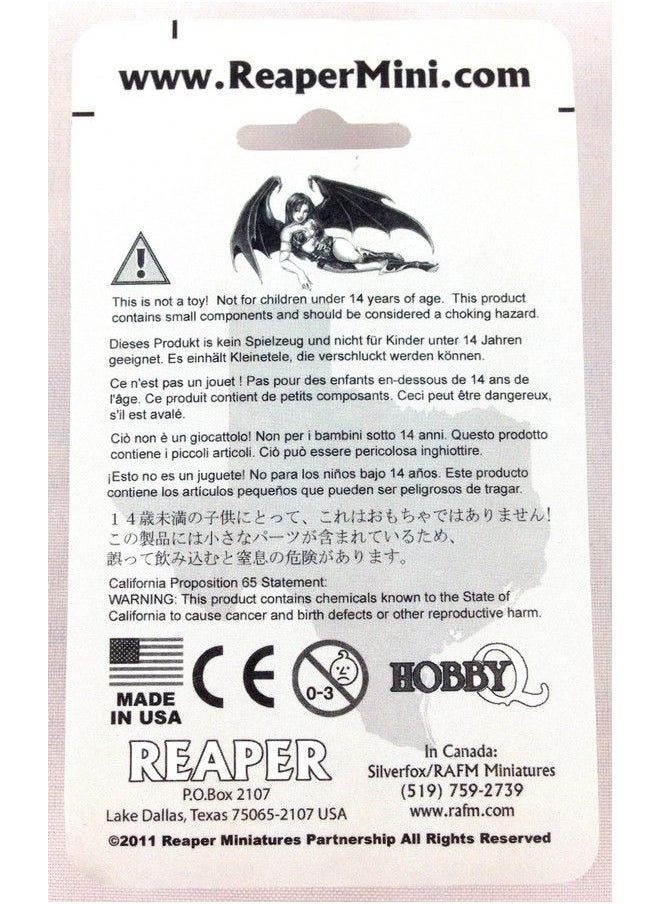 www.ReaperMini.com
This is not a toy!  Not for children under 14 years of age.  This product
contains small components and should be considered a choking hazard.
Dieses Produkt is kein Spielzeug und nicht für Kinder unter 14 Jahren
geeignet. Es einhält Kleinetele, die verschluckt werden können.
Ce n'est pas un jouet ! Pas pour des enfants en-dessous de 14 ans de
l'âge. Ce produit contient de petits composants. Ceci peut être dangereux,
s'il est avalé.
Ciò non è un giocattolo! Non per i bambini sotto 14 anni. Questo prodotto
contiene i piccoli articoli. Ciò può essere pericolosa inghiottire.
¡Esto no es un juguete! No para los niños bajo 14 años. Este producto
contiene los artículos pequeños que pueden ser peligrosos de tragar.
１４歳未満の子供にとって、これはおもちゃではありません!
この製品には小さなパーツが含まれているため、
誤って飲み込むと窒息の危険があります。
California Proposition 65 Statement:
WARNING: This product contains chemicals known to the State of
California to cause cancer and birth defects or other reproductive harm.
MADE
IN USA
CE
0-3
HOBBYQ
REAPER
P.O.Box 2107
Lake Dallas, Texas 75065-2107 USA
In Canada:
Silverfox/RAFM Miniatures
(519) 759-2739
www.rafm.com
©2011 Reaper Miniatures Partnership All Rights Reserved